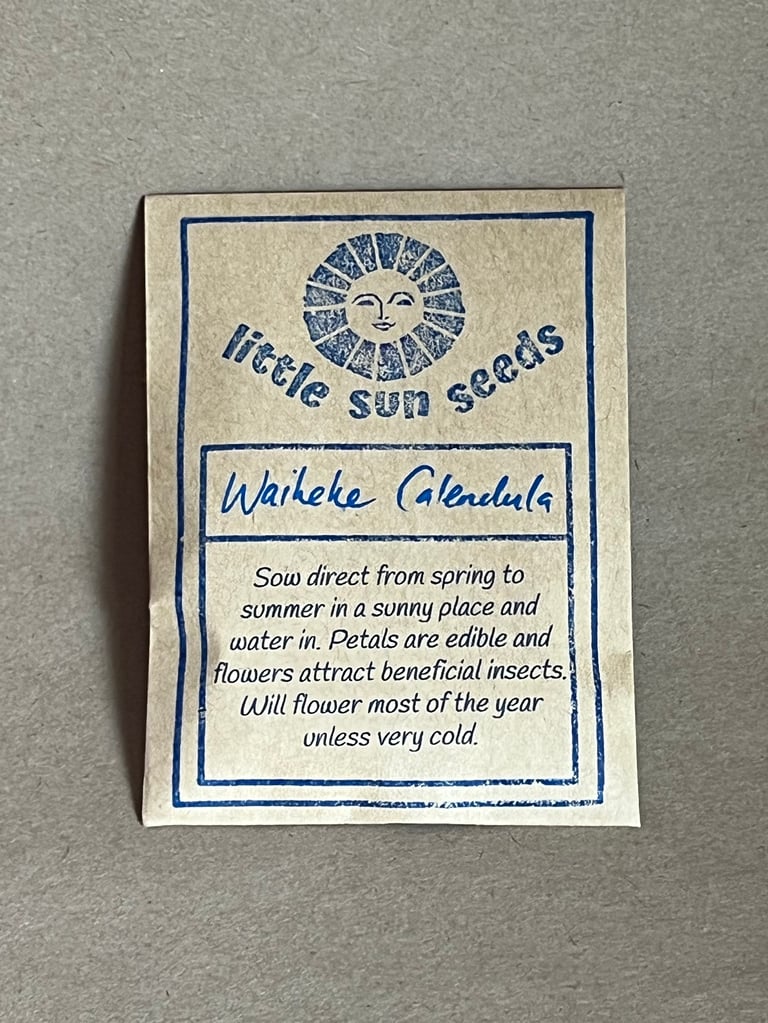 little sun seeds
Waiheke Calendula
Sow direct from spring to
summer in a sunny place and
water in. Petals are edible and
flowers attract beneficial insects.
Will flower most of the year
unless very cold.